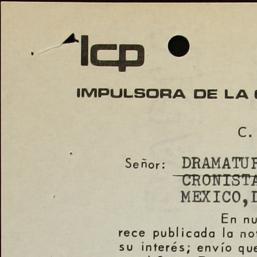 lcp
IMPULSORA DE LA
C.
Señor: DRAMATUR
CRONISTA
MEXICO,D
En nu
rece publicada la no
su interés; envío que